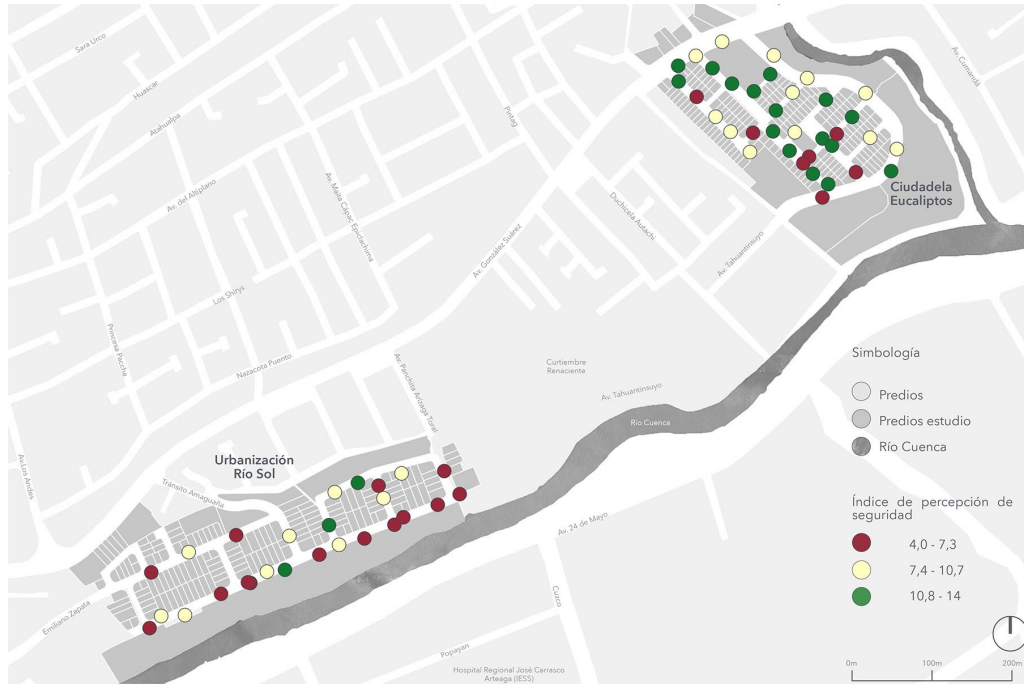 Sara Urco
Huascar
Atahualpa
Pintag
Av. Cumandá
Av. del Altiplano
Av. Maita Cápac Epiclachima
Duchicela Autachi
Ciudadela
Eucaliptos
Av. González Suárez
Av. Tahuantinsuyo
Los Shirys
Princesa Paccha
Nazacota Puento
Av. Panchita Arizaga Toral
Curtiembre
Renaciente
Av. Tahuantinsuyo
Río Cuenca
Simbología
Predios
Predios estudio
Río Cuenca
Urbanización
Río Sol
Tránsito Amaguaña
Av.Los Andes
Av. 24 de Mayo
Índice de percepción de
seguridad
4,0 - 7,3
7,4 - 10,7
10,8 - 14
Emiliano Zapata
Cuzco
Popayan
Hospital Regional José Carrasco
Arteaga (IESS)
0m 100m 200m